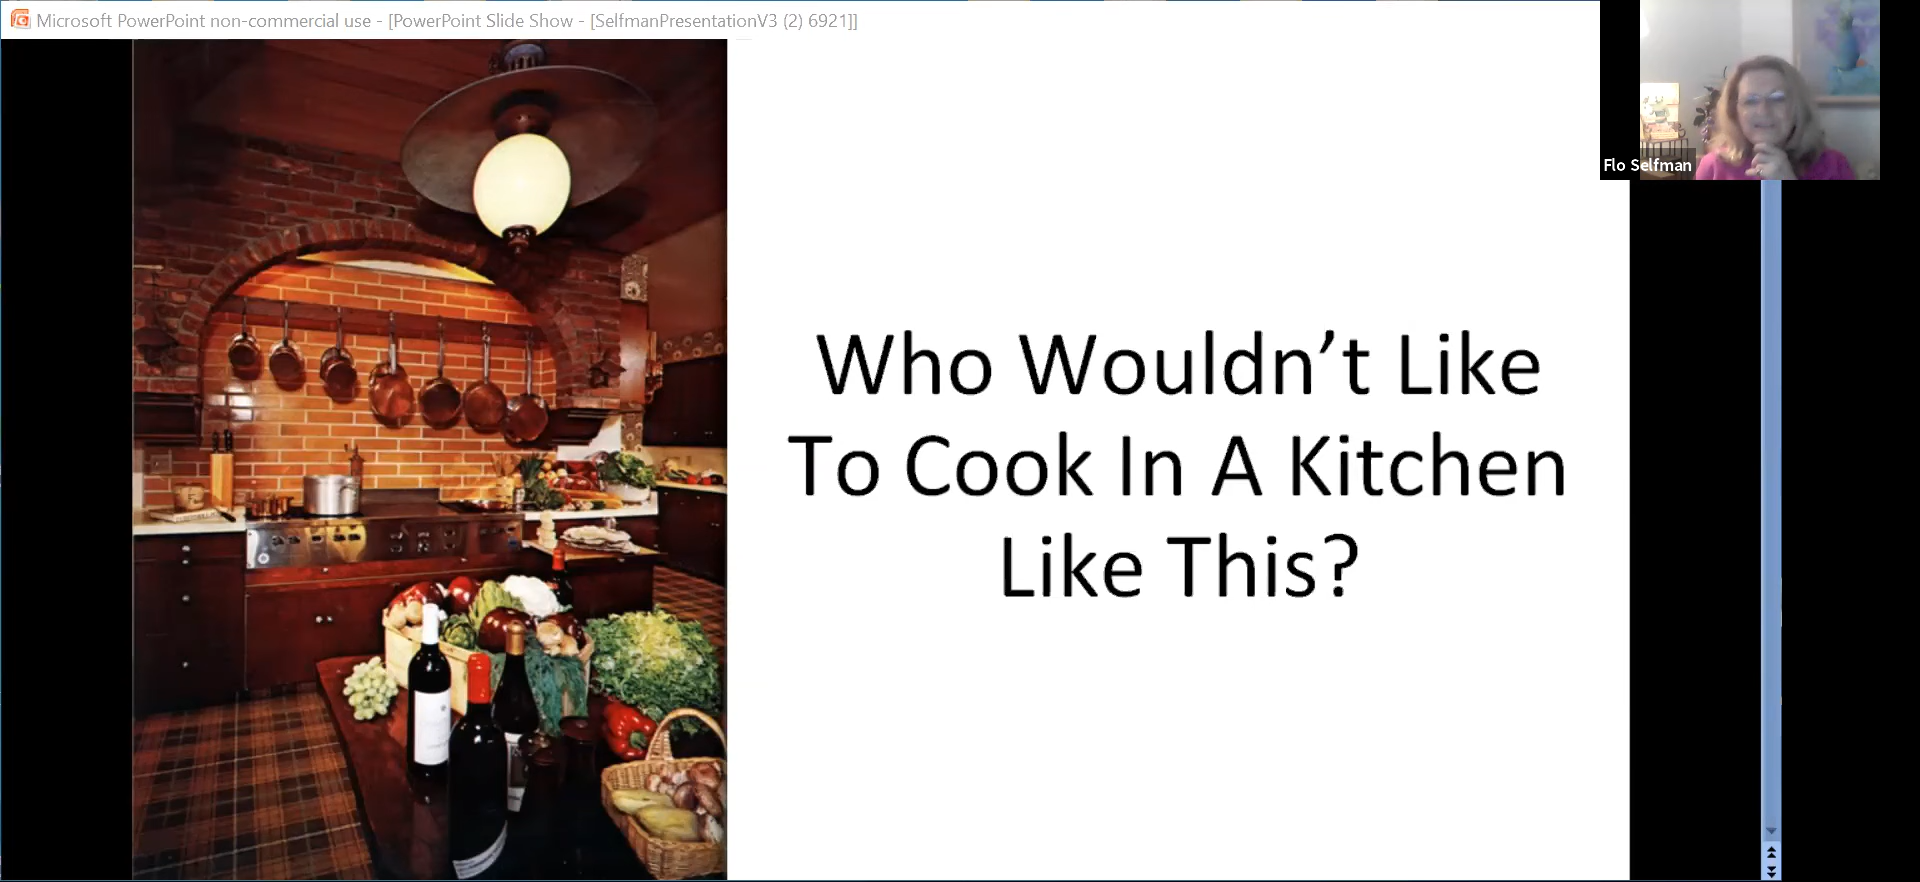 Microsoft PowerPoint non-commercial use - [PowerPoint Slide Show - [SelfmanPresentationV3 (2) 6921]]
Flo Selfman
Who Wouldn’t Like
To Cook In A Kitchen
Like This?